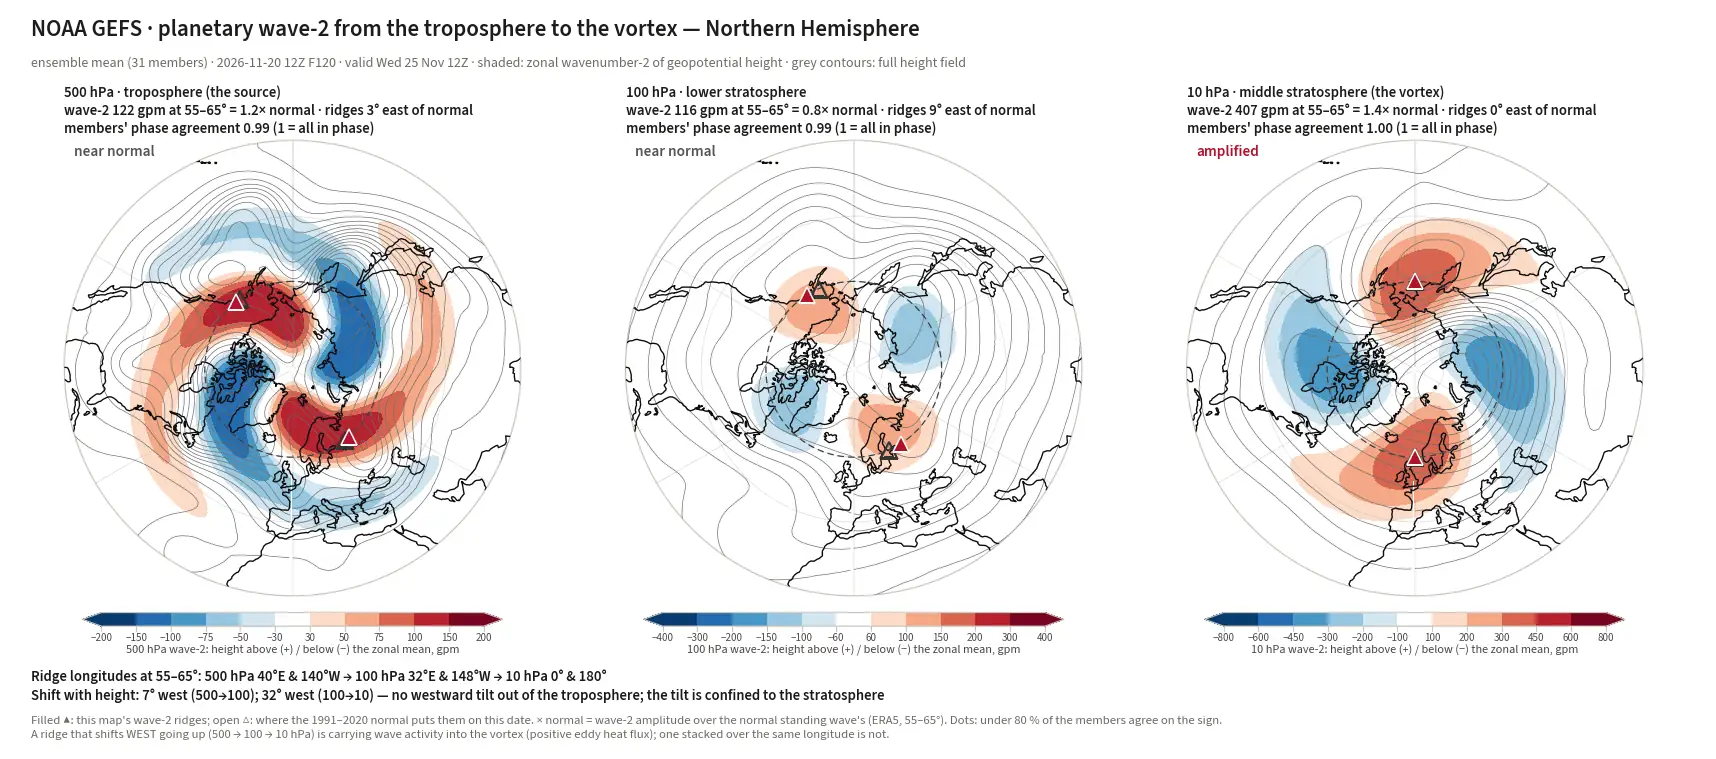 NOAA GEFS · planetary wave-2 from the troposphere to the vortex — Northern Hemisphere
ensemble mean (31 members) · 2026-11-20 12Z F120 · valid Wed 25 Nov 12Z · shaded: zonal wavenumber-2 of geopotential height · grey contours: full height field
500 hPa · troposphere (the source)
wave-2 122 gpm at 55–65° = 1.2× normal · ridges 3° east of normal
members' phase agreement 0.99 (1 = all in phase)
near normal
100 hPa · lower stratosphere
wave-2 116 gpm at 55–65° = 0.8× normal · ridges 9° east of normal
members' phase agreement 0.99 (1 = all in phase)
near normal
10 hPa · middle stratosphere (the vortex)
wave-2 407 gpm at 55–65° = 1.4× normal · ridges 0° east of normal
members' phase agreement 1.00 (1 = all in phase)
amplified
−200 −150 −100 −75 −50 −30 30 50 75 100 150 200
500 hPa wave-2: height above (+) / below (−) the zonal mean, gpm
−400 −300 −200 −150 −100 −60 60 100 150 200 300 400
100 hPa wave-2: height above (+) / below (−) the zonal mean, gpm
−800 −600 −450 −300 −200 −100 100 200 300 450 600 800
10 hPa wave-2: height above (+) / below (−) the zonal mean, gpm
Ridge longitudes at 55–65°: 500 hPa 40°E & 140°W → 100 hPa 32°E & 148°W → 10 hPa 0° & 180°
Shift with height: 7° west (500→100); 32° west (100→10) — no westward tilt out of the troposphere; the tilt is confined to the stratosphere
Filled ▲: this map's wave-2 ridges; open △: where the 1991–2020 normal puts them on this date. × normal = wave-2 amplitude over the normal standing wave's (ERA5, 55–65°). Dots: under 80 % of the members agree on the sign.
A ridge that shifts WEST going up (500 → 100 → 10 hPa) is carrying wave activity into the vortex (positive eddy heat flux); one stacked over the same longitude is not.